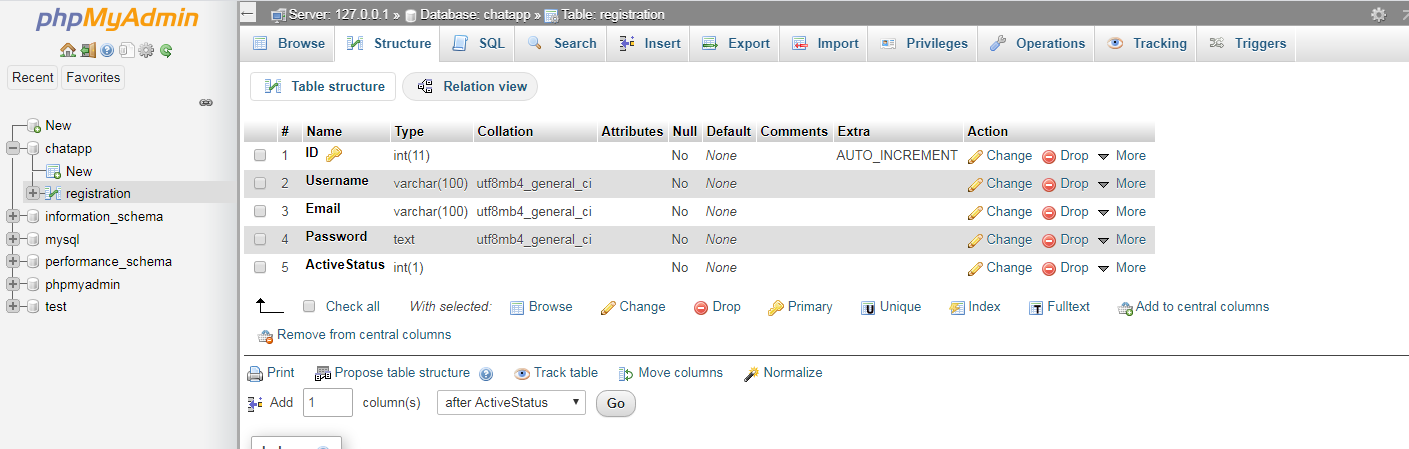 phpMyAdmin
Recent Favorites
New
chatapp
New
registration
information_schema
mysql
performance_schema
phpmyadmin
test
Server: 127.0.0.1 » Database: chatapp » Table: registration
Browse Structure SQL Search Insert Export Import Privileges Operations Tracking Triggers
Table structure Relation view
# Name Type Collation Attributes Null Default Comments Extra Action
1 ID int(11) No None AUTO_INCREMENT Change Drop More
2 Username varchar(100) utf8mb4_general_ci No None Change Drop More
3 Email varchar(100) utf8mb4_general_ci No None Change Drop More
4 Password text utf8mb4_general_ci No None Change Drop More
5 ActiveStatus int(1) No None Change Drop More
Check all With selected: Browse Change Drop Primary Unique Index Fulltext Add to central columns
Remove from central columns
Print Propose table structure Track table Move columns Normalize
Add 1 column(s) after ActiveStatus Go